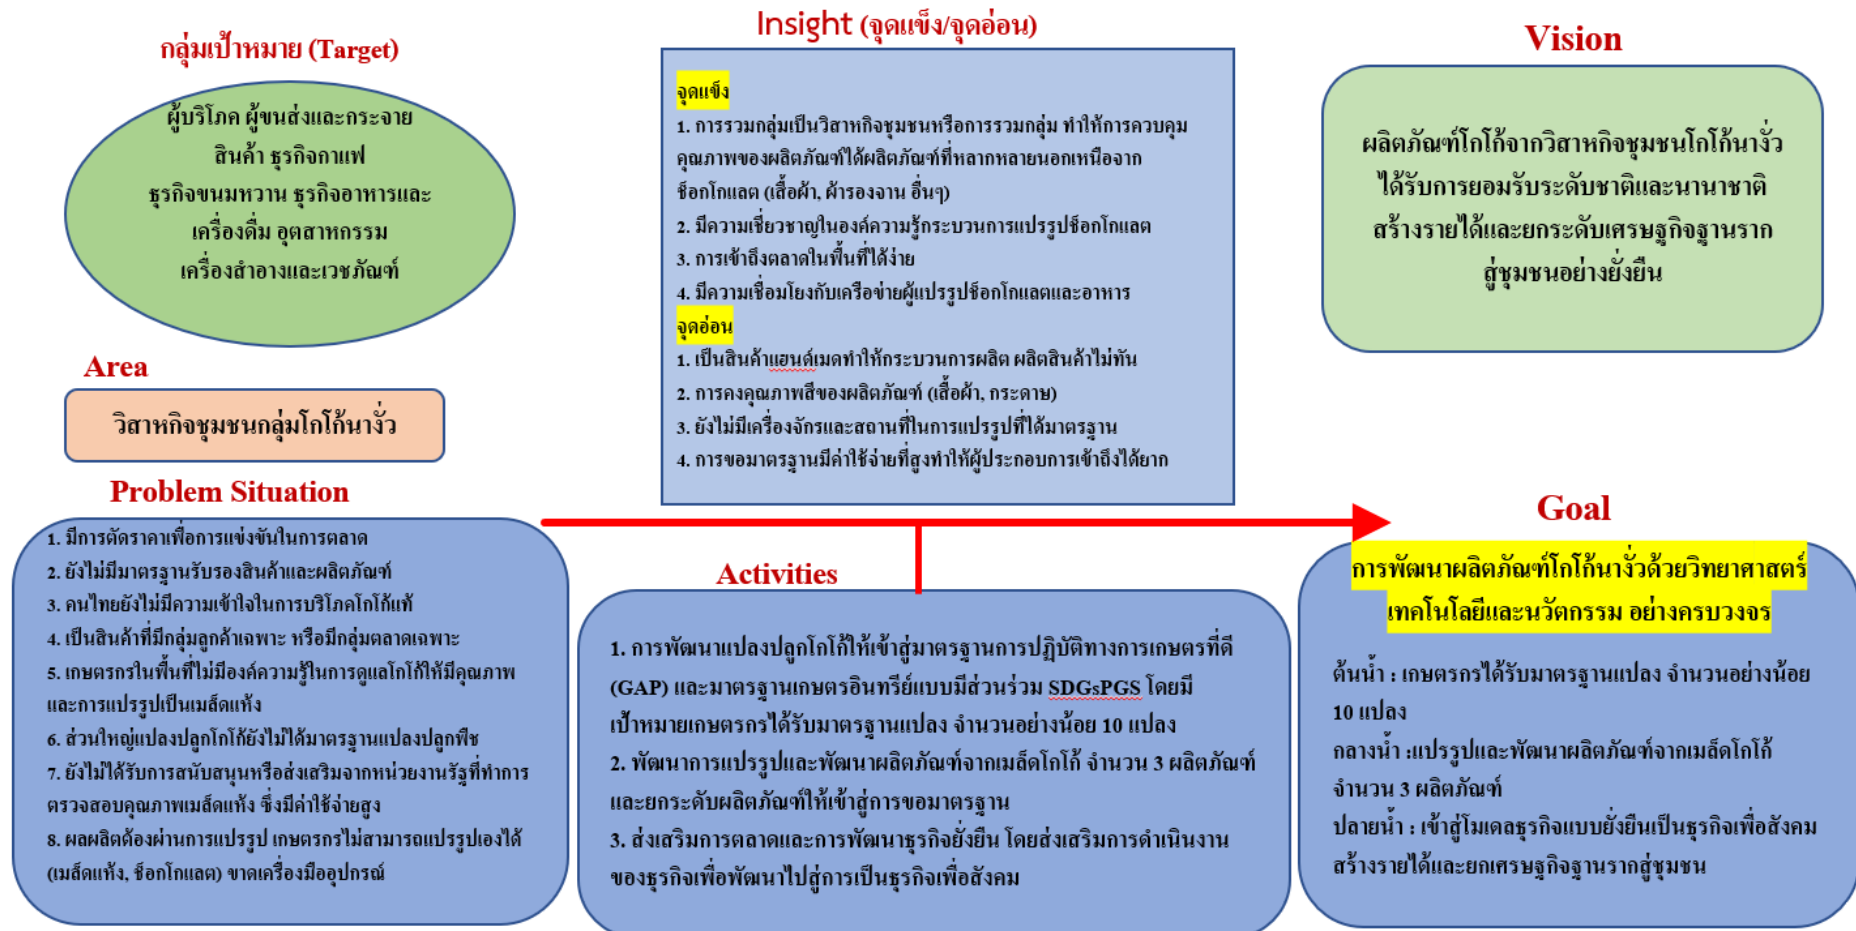 กลุ่มเป้าหมาย (Target)
ผู้บริโภค ผู้ขนส่งและกระจาย
สินค้า ธุรกิจกาแฟ
ธุรกิจขนมหวาน ธุรกิจอาหารและ
เครื่องดื่ม อุตสาหกรรม
เครื่องสำอางและเวชภัณฑ์
Area
วิสาหกิจชุมชนกลุ่มโกโก้นางั่ว
Problem Situation
1. มีการตัดราคาเพื่อการแข่งขันในการตลาด
2. ยังไม่มีมาตรฐานรับรองสินค้าและผลิตภัณฑ์
3. คนไทยยังไม่มีความเข้าใจในการบริโภคโกโก้แท้
4. เป็นสินค้าที่มีกลุ่มลูกค้าเฉพาะ หรือมีกลุ่มตลาดเฉพาะ
5. เกษตรกรในพื้นที่ไม่มีองค์ความรู้ในการดูแลโกโก้ให้มีคุณภาพ
และการแปรรูปเป็นเมล็ดแห้ง
6. ส่วนใหญ่แปลงปลูกโกโก้ยังไม่ได้มาตรฐานแปลงปลูกพืช
7. ยังไม่ได้รับการสนับสนุนหรือส่งเสริมจากหน่วยงานรัฐที่ทำการ
ตรวจสอบคุณภาพเมล็ดแห้ง ซึ่งมีค่าใช้จ่ายสูง
8. ผลผลิตต้องผ่านการแปรรูป เกษตรกรไม่สามารถแปรรูปเองได้
(เมล็ดแห้ง, ช็อกโกแลต) ขาดเครื่องมืออุปกรณ์
Insight (จุดแข็ง/จุดอ่อน)
จุดแข็ง
1. การรวมกลุ่มเป็นวิสาหกิจชุมชนหรือการรวมกลุ่ม ทำให้การควบคุม
คุณภาพของผลิตภัณฑ์ได้ผลิตภัณฑ์ที่หลากหลายนอกเหนือจาก
ช็อกโกแลต (เสื้อผ้า, ผ้ารองจาน อื่นๆ)
2. มีความเชี่ยวชาญในองค์ความรู้กระบวนการแปรรูปช็อกโกแลต
3. การเข้าถึงตลาดในพื้นที่ได้ง่าย
4. มีความเชื่อมโยงกับเครือข่ายผู้แปรรูปช็อกโกแลตและอาหาร
จุดอ่อน
1. เป็นสินค้าแฮนด์เมดทำให้กระบวนการผลิต ผลิตสินค้าไม่ทัน
2. การคงคุณภาพสีของผลิตภัณฑ์ (เสื้อผ้า, กระดาษ)
3. ยังไม่มีเครื่องจักรและสถานที่ในการแปรรูปที่ได้มาตรฐาน
4. การขอมาตรฐานมีค่าใช้จ่ายที่สูงทำให้ผู้ประกอบการเข้าถึงได้ยาก
Activities
1. การพัฒนาแปลงปลูกโกโก้ให้เข้าสู่มาตรฐานการปฏิบัติทางการเกษตรที่ดี
(GAP) และมาตรฐานเกษตรอินทรีย์แบบมีส่วนร่วม SDGsPGS โดยมี
เป้าหมายเกษตรกรได้รับมาตรฐานแปลง จำนวนอย่างน้อย 10 แปลง
2. พัฒนาการแปรรูปและพัฒนาผลิตภัณฑ์จากเมล็ดโกโก้ จำนวน 3 ผลิตภัณฑ์
และยกระดับผลิตภัณฑ์ให้เข้าสู่การขอมาตรฐาน
3. ส่งเสริมการตลาดและการพัฒนาธุรกิจยั่งยืน โดยส่งเสริมการดำเนินงาน
ของธุรกิจเพื่อพัฒนาไปสู่การเป็นธุรกิจเพื่อสังคม
Vision
ผลิตภัณฑ์โกโก้จากวิสาหกิจชุมชนโกโก้นางั่ว
ได้รับการยอมรับระดับชาติและนานาชาติ
สร้างรายได้และยกระดับเศรษฐกิจฐานราก
สู่ชุมชนอย่างยั่งยืน
Goal
การพัฒนาผลิตภัณฑ์โกโก้นางั่วด้วยวิทยาศาสตร์
เทคโนโลยีและนวัตกรรม อย่างครบวงจร
ต้นน้ำ : เกษตรกรได้รับมาตรฐานแปลง จำนวนอย่างน้อย
10 แปลง
กลางน้ำ :แปรรูปและพัฒนาผลิตภัณฑ์จากเมล็ดโกโก้
จำนวน 3 ผลิตภัณฑ์
ปลายน้ำ : เข้าสู่โมเดลธุรกิจแบบยั่งยืนเป็นธุรกิจเพื่อสังคม
สร้างรายได้และยกเศรษฐกิจฐานรากสู่ชุมชน